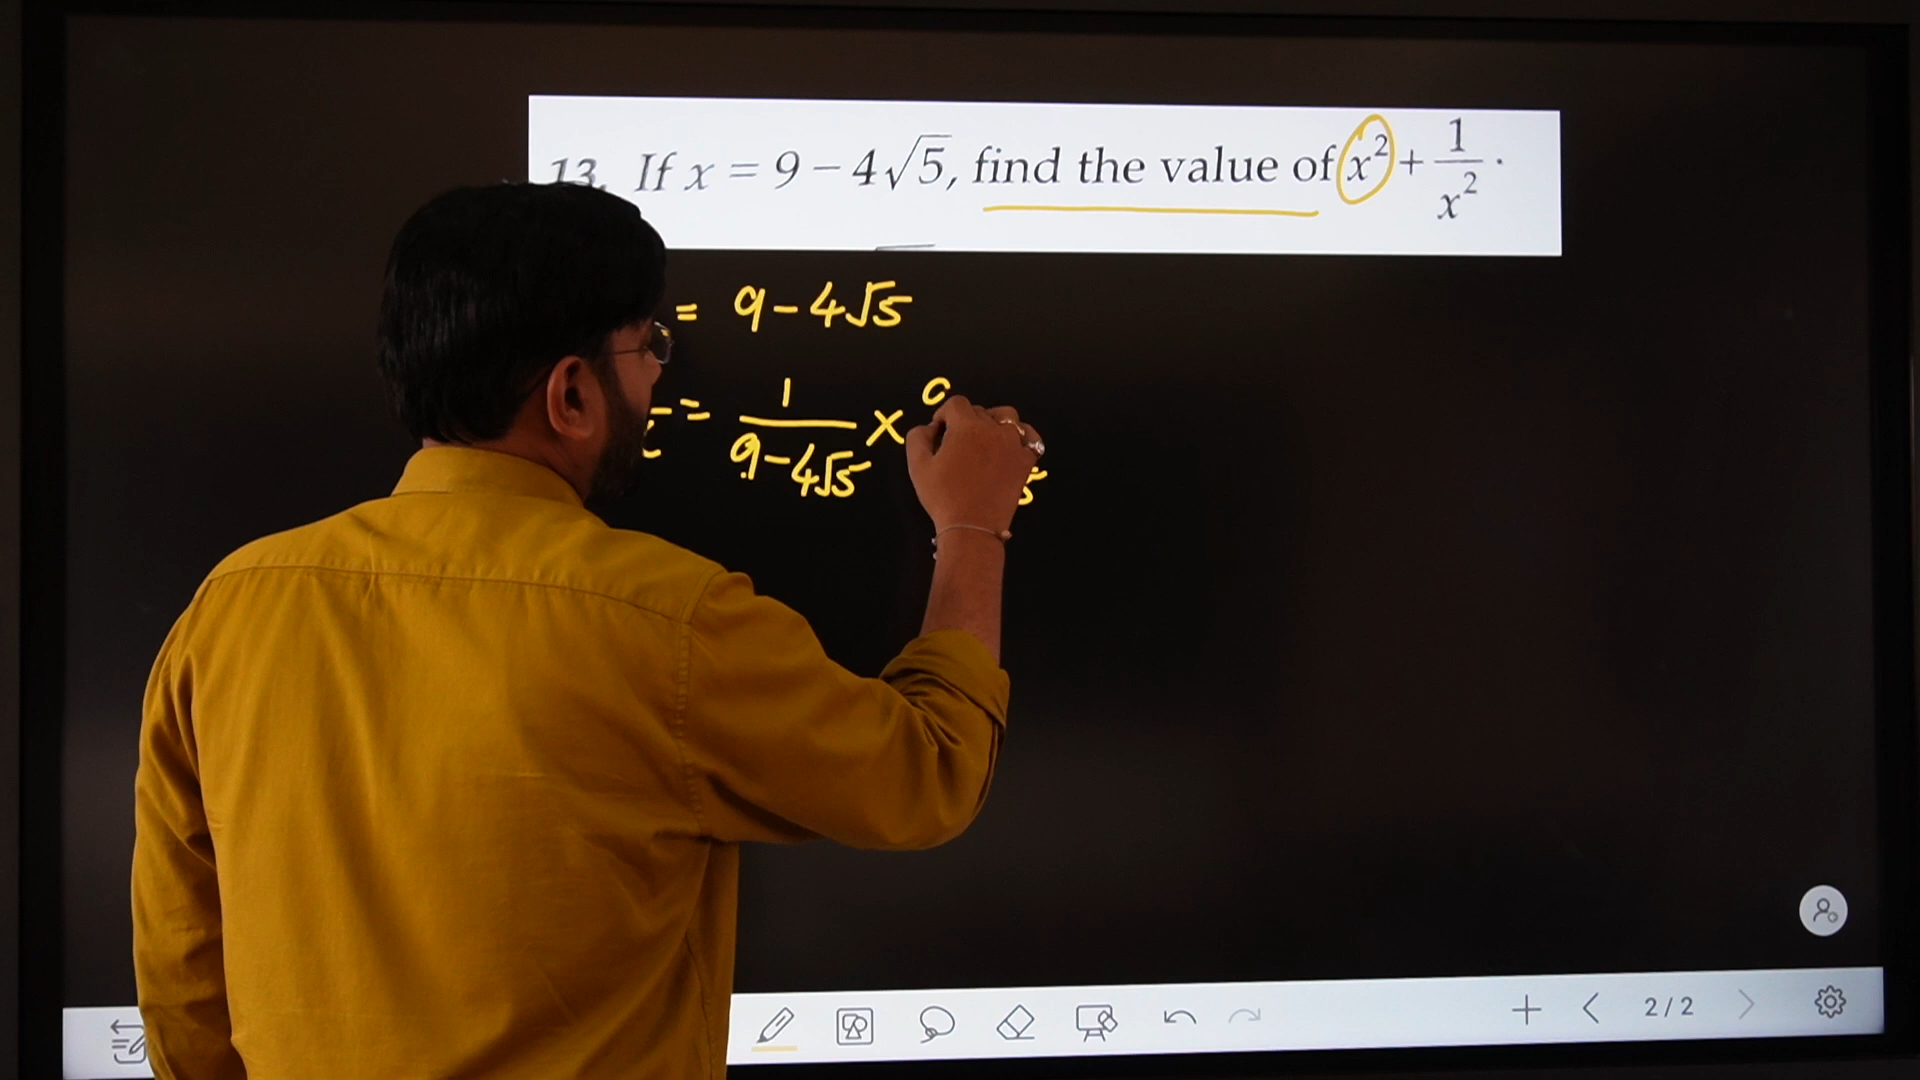 13. If x = 9 − 4√5, find the value of x² + 1/x² .
= 9 − 4√5
= 1/(9 − 4√5) ×
2 / 2